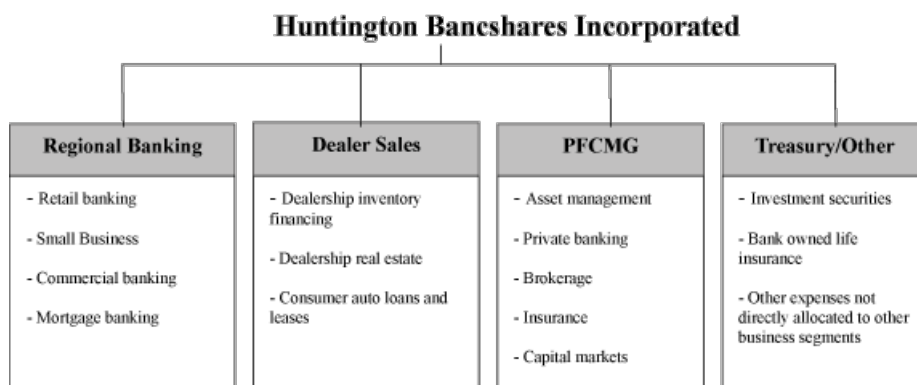 Huntington Bancshares Incorporated
Regional Banking
- Retail banking
- Small Business
- Commercial banking
- Mortgage banking
Dealer Sales
- Dealership inventory
financing
- Dealership real estate
- Consumer auto loans and
leases
PFCMG
- Asset management
- Private banking
- Brokerage
- Insurance
- Capital markets
Treasury/Other
- Investment securities
- Bank owned life
insurance
- Other expenses not
directly allocated to other
business segments